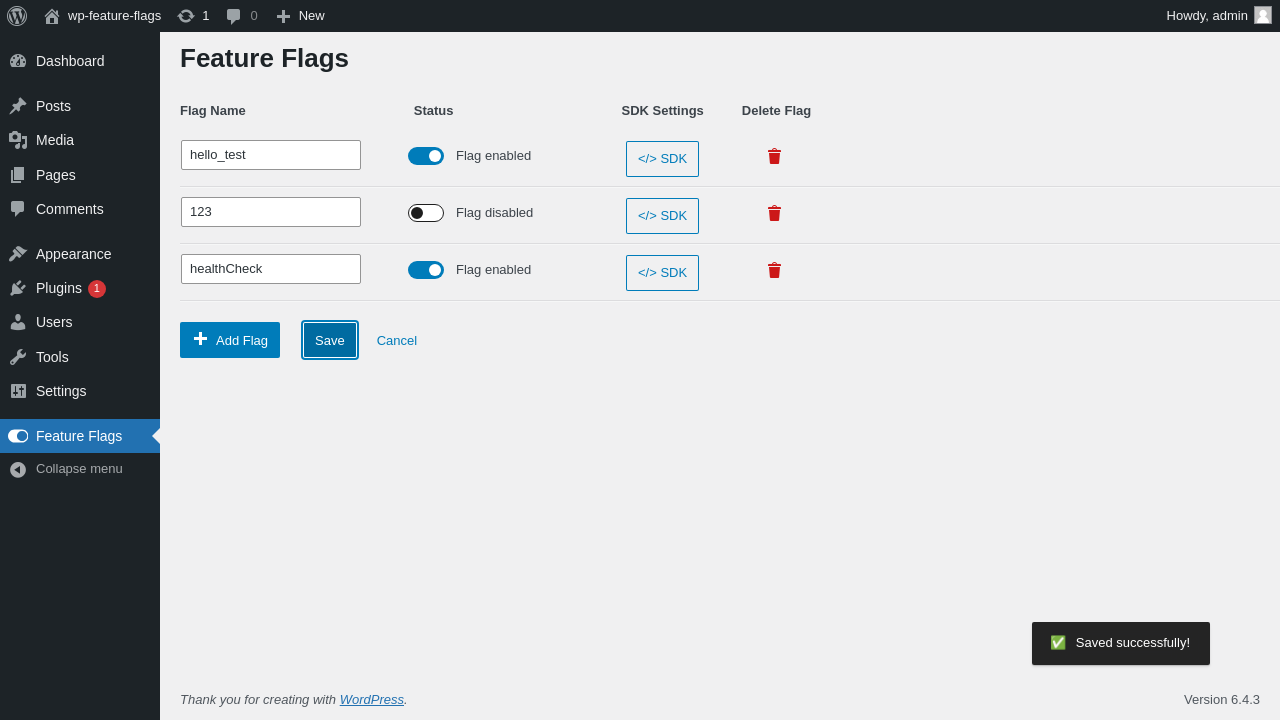 wp-feature-flags 1 0 New Howdy, admin
Dashboard
Posts
Media
Pages
Comments
Appearance
Plugins 1
Users
Tools
Settings
Feature Flags
Collapse menu
Feature Flags
Flag Name Status SDK Settings Delete Flag
hello_test Flag enabled </> SDK
123 Flag disabled </> SDK
healthCheck Flag enabled </> SDK
Add Flag Save Cancel
✅ Saved successfully!
Thank you for creating with WordPress. Version 6.4.3